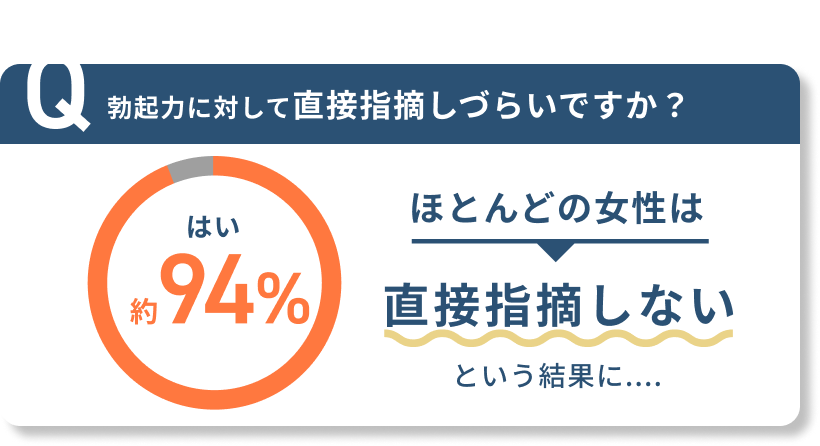 Q 勃起力に対して直接指摘しづらいですか？
はい
約94%
ほとんどの女性は
直接指摘しない
という結果に....